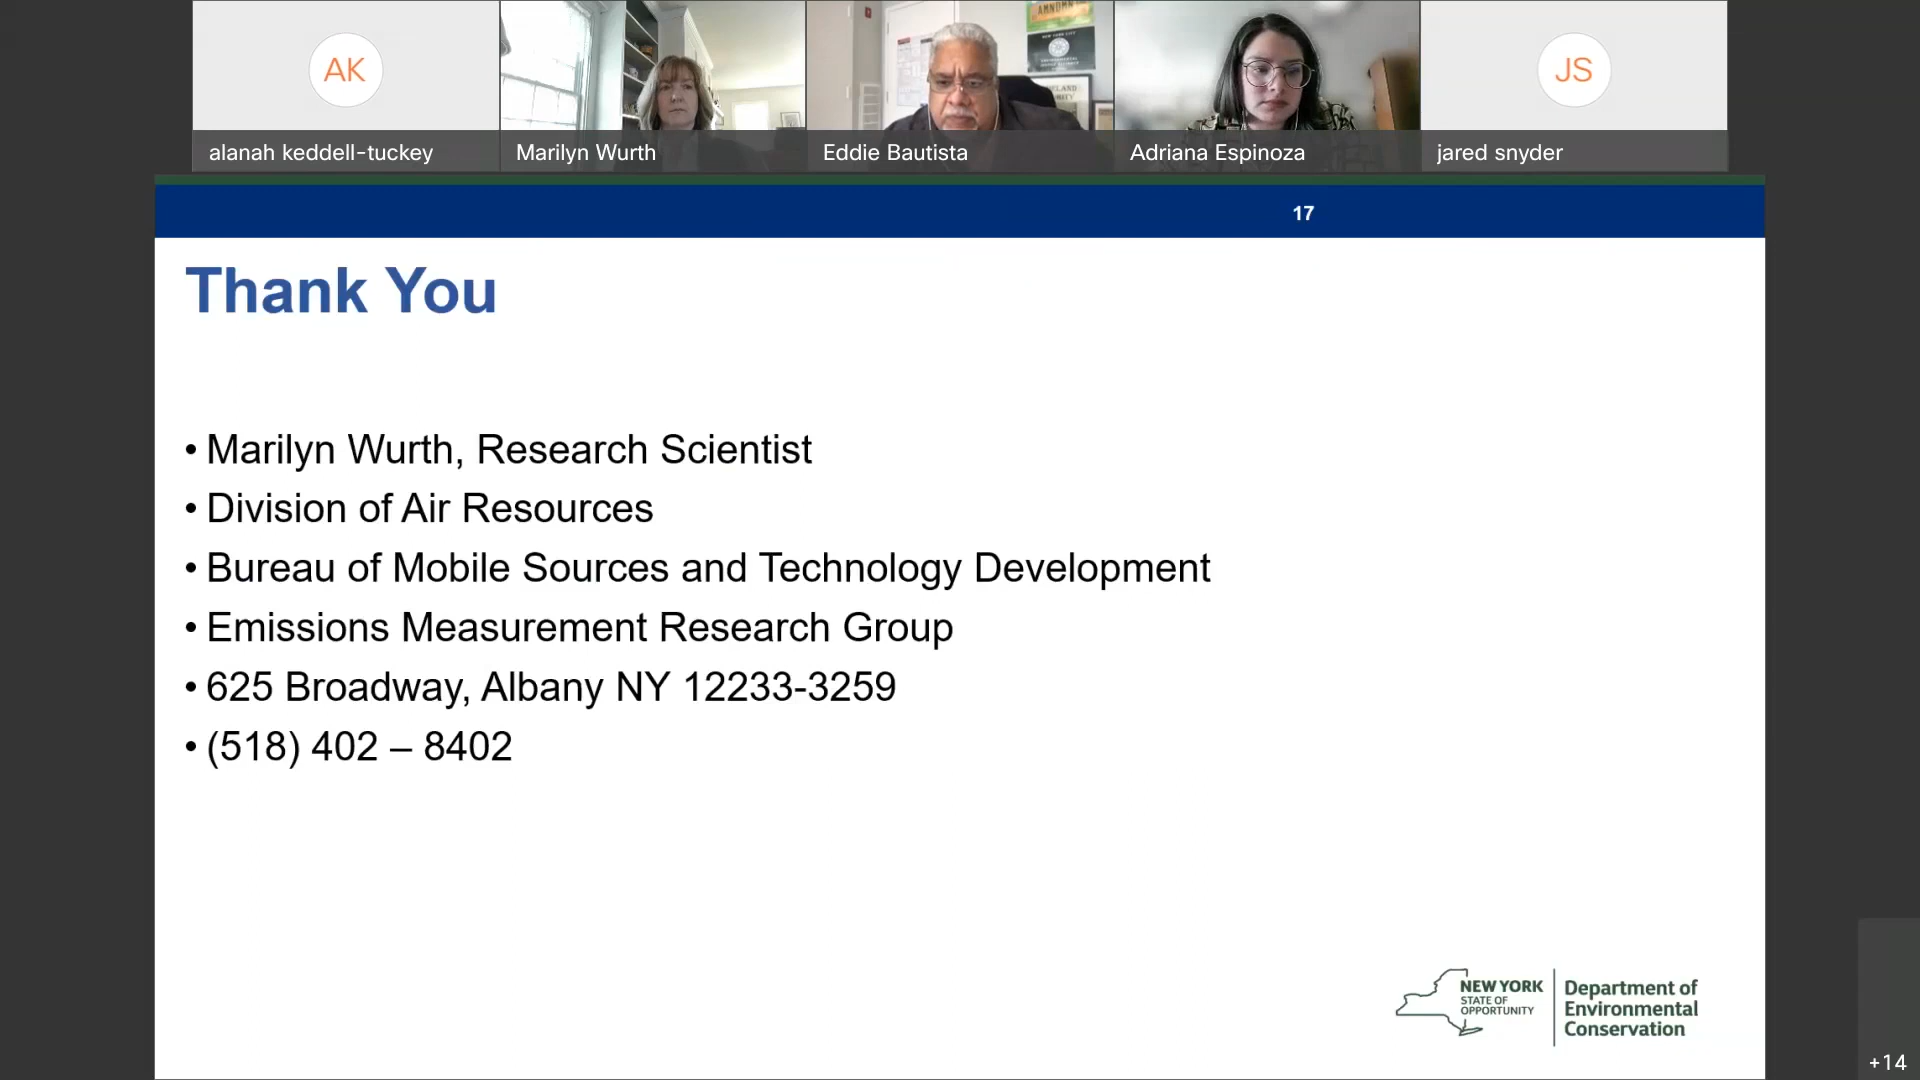 AK
JS
alanah keddell-tuckey
Marilyn Wurth
Eddie Bautista
Adriana Espinoza
jared snyder
17
Thank You
• Marilyn Wurth, Research Scientist
• Division of Air Resources
• Bureau of Mobile Sources and Technology Development
• Emissions Measurement Research Group
• 625 Broadway, Albany NY 12233-3259
• (518) 402 – 8402
NEW YORK
STATE OF
OPPORTUNITY
Department of
Environmental
Conservation
+14